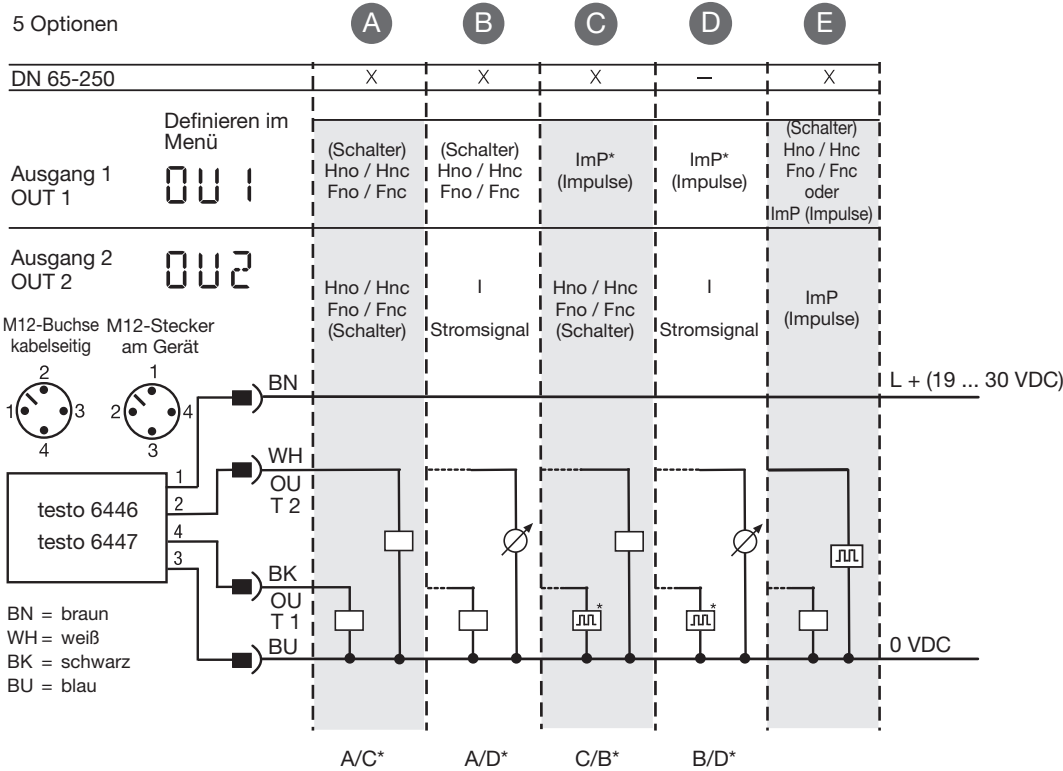 5 Optionen
A B C D E
DN 65-250 X X X – X
Definieren im
Menü
Ausgang 1
OUT 1
OU1
(Schalter)
Hno / Hnc
Fno / Fnc
(Schalter)
Hno / Hnc
Fno / Fnc
ImP*
(Impulse)
ImP*
(Impulse)
(Schalter)
Hno / Hnc
Fno / Fnc
oder
ImP (Impulse)
Ausgang 2
OUT 2
OU2
Hno / Hnc
Fno / Fnc
(Schalter)
I
Stromsignal
Hno / Hnc
Fno / Fnc
(Schalter)
I
Stromsignal
ImP
(Impulse)
M12-Buchse
kabelseitig
2
1 3
4
M12-Stecker
am Gerät
1
2 4
3
BN
L + (19 ... 30 VDC)
WH
OU
T 2
testo 6446
testo 6447
1
2
4
3
BK
OU
T 1
BU
0 VDC
* *
BN = braun
WH = weiß
BK = schwarz
BU = blau
A/C* A/D* C/B* B/D*